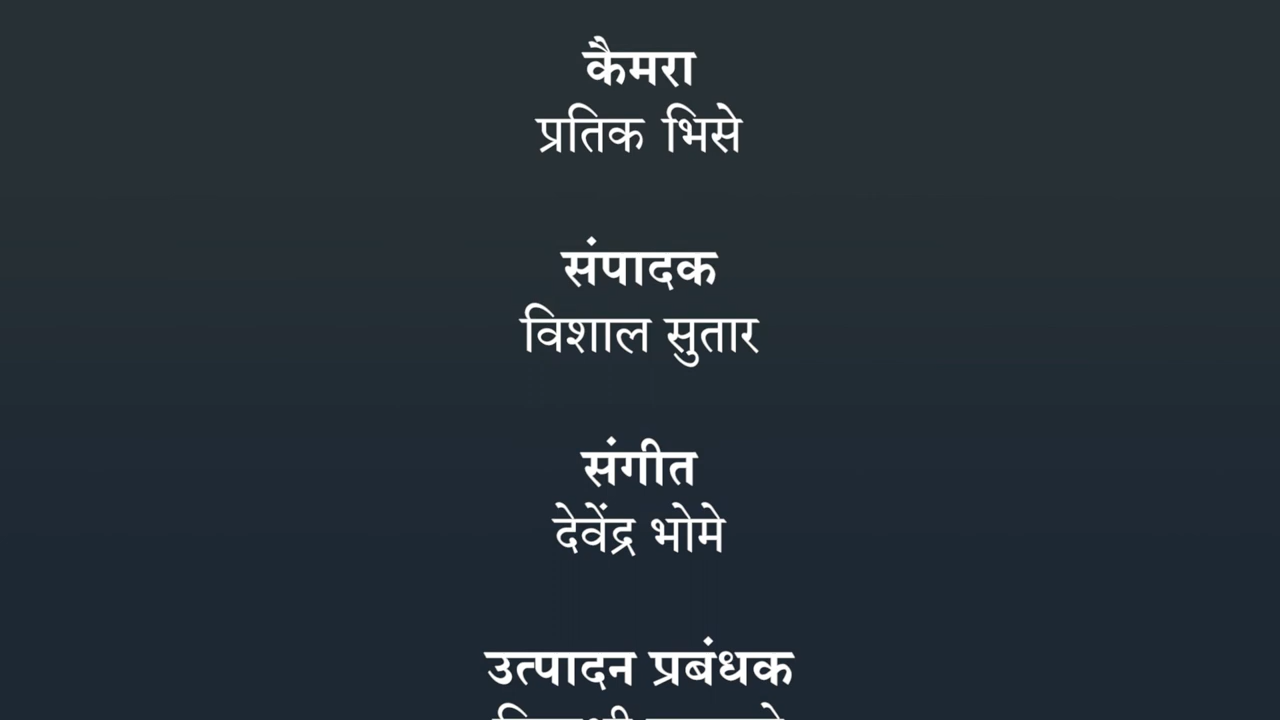 कैमरा
प्रतिक भिसे
संपादक
विशाल सुतार
संगीत
देवेंद्र भोमे
उत्पादन प्रबंधक